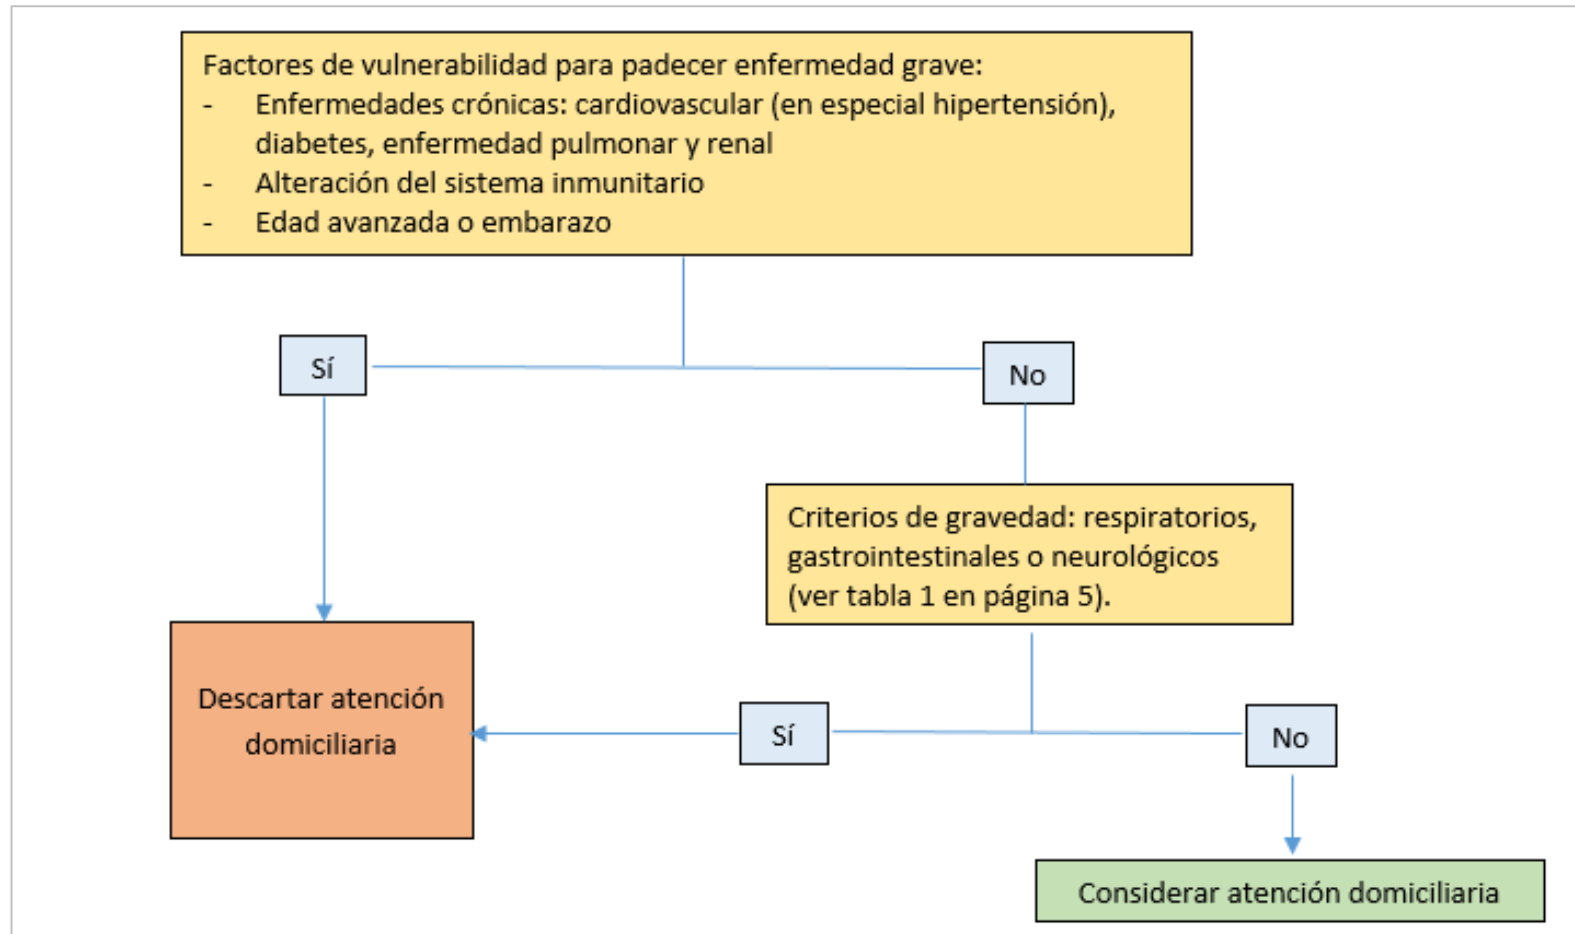 Factores de vulnerabilidad para padecer enfermedad grave:
- Enfermedades crónicas: cardiovascular (en especial hipertensión),
diabetes, enfermedad pulmonar y renal
- Alteración del sistema inmunitario
- Edad avanzada o embarazo
Sí
No
Criterios de gravedad: respiratorios,
gastrointestinales o neurológicos
(ver tabla 1 en página 5).
Descartar atención
domiciliaria
Sí
No
Considerar atención domiciliaria